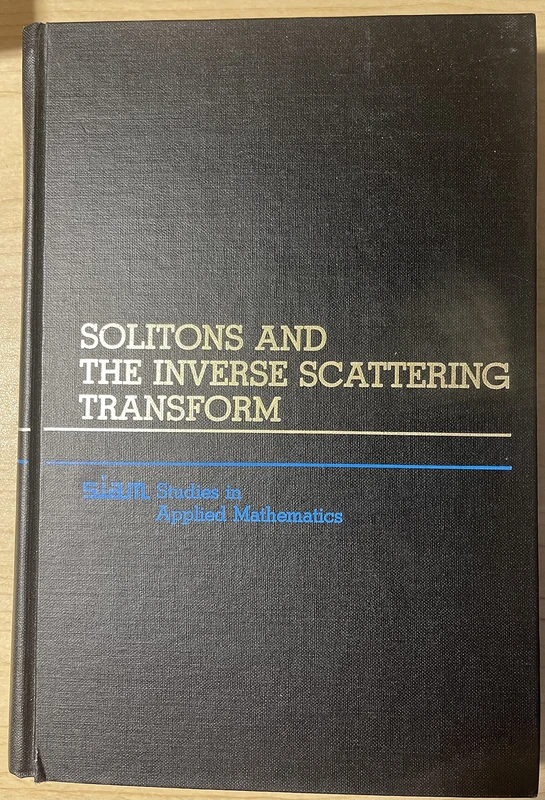 SOLITONS AND
THE INVERSE SCATTERING
TRANSFORM
siam Studies in
Applied Mathematics